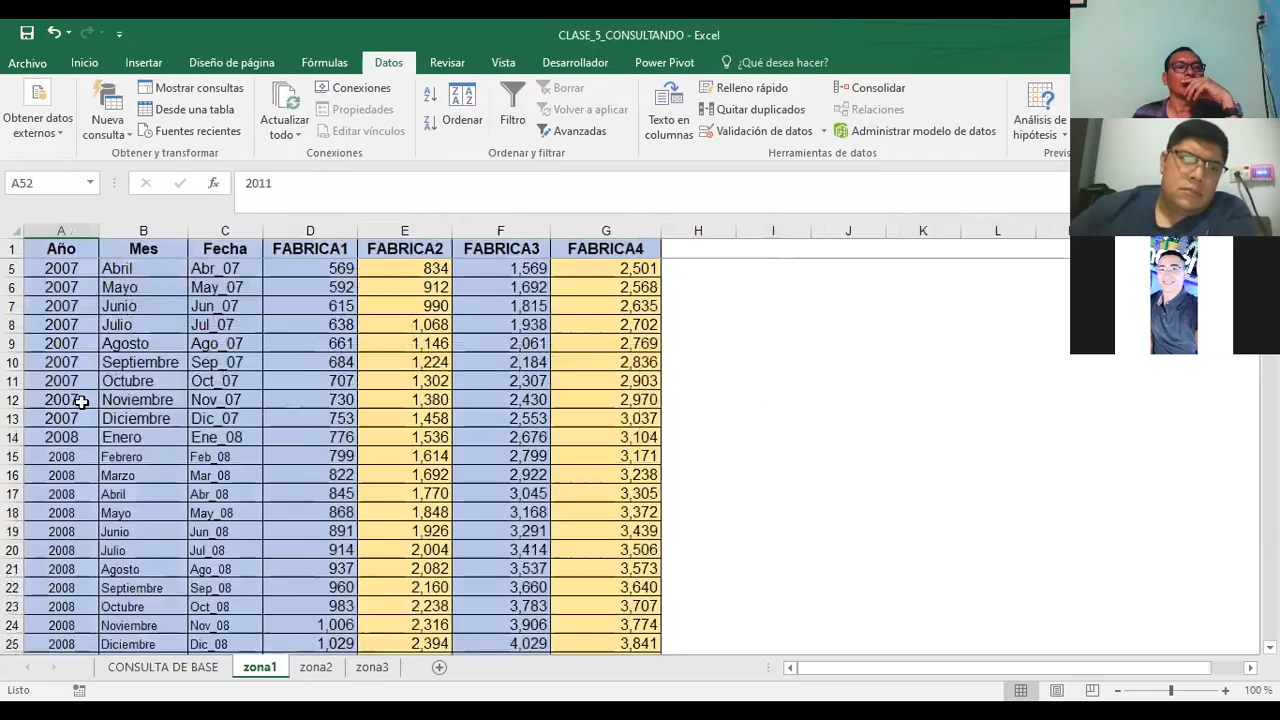 CLASE_5_CONSULTANDO - Excel
Archivo Inicio Insertar Diseño de página Fórmulas Datos Revisar Vista Desarrollador Power Pivot ¿Qué desea hacer?
Obtener datos externos
Nueva consulta
Mostrar consultas
Desde una tabla
Fuentes recientes
Obtener y transformar
Actualizar todo
Conexiones
Propiedades
Editar vínculos
Conexiones
Ordenar
Filtro
Borrar
Volver a aplicar
Avanzadas
Ordenar y filtrar
Texto en columnas
Relleno rápido
Quitar duplicados
Validación de datos
Consolidar
Relaciones
Administrar modelo de datos
Herramientas de datos
Análisis de hipótesis
A52 fx 2011
A B C D E F G H I J K L
1 Año Mes Fecha FABRICA1 FABRICA2 FABRICA3 FABRICA4
5 2007 Abril Abr_07 569 834 1,569 2,501
6 2007 Mayo May_07 592 912 1,692 2,568
7 2007 Junio Jun_07 615 990 1,815 2,635
8 2007 Julio Jul_07 638 1,068 1,938 2,702
9 2007 Agosto Ago_07 661 1,146 2,061 2,769
10 2007 Septiembre Sep_07 684 1,224 2,184 2,836
11 2007 Octubre Oct_07 707 1,302 2,307 2,903
12 2007 Noviembre Nov_07 730 1,380 2,430 2,970
13 2007 Diciembre Dic_07 753 1,458 2,553 3,037
14 2008 Enero Ene_08 776 1,536 2,676 3,104
15 2008 Febrero Feb_08 799 1,614 2,799 3,171
16 2008 Marzo Mar_08 822 1,692 2,922 3,238
17 2008 Abril Abr_08 845 1,770 3,045 3,305
18 2008 Mayo May_08 868 1,848 3,168 3,372
19 2008 Junio Jun_08 891 1,926 3,291 3,439
20 2008 Julio Jul_08 914 2,004 3,414 3,506
21 2008 Agosto Ago_08 937 2,082 3,537 3,573
22 2008 Septiembre Sep_08 960 2,160 3,660 3,640
23 2008 Octubre Oct_08 983 2,238 3,783 3,707
24 2008 Noviembre Nov_08 1,006 2,316 3,906 3,774
25 2008 Diciembre Dic_08 1,029 2,394 4,029 3,841
CONSULTA DE BASE zona1 zona2 zona3
Listo 100 %